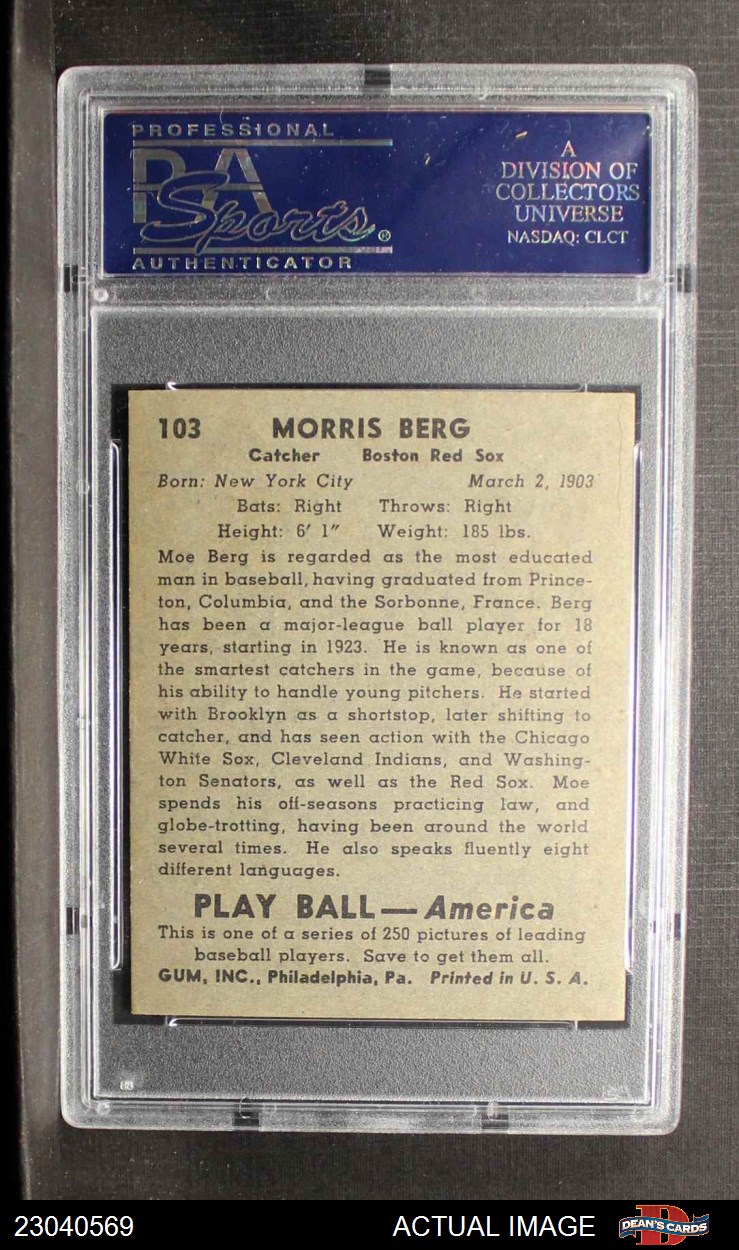 PROFESSIONAL
PSA
Sports ®
AUTHENTICATOR
A
DIVISION OF
COLLECTORS
UNIVERSE
NASDAQ: CLCT
103 MORRIS BERG
Catcher Boston Red Sox
Born: New York City March 2, 1903
Bats: Right Throws: Right
Height: 6' 1" Weight: 185 lbs.
Moe Berg is regarded as the most educated
man in baseball, having graduated from Prince-
ton, Columbia, and the Sorbonne, France. Berg
has been a major-league ball player for 18
years, starting in 1923. He is known as one of
the smartest catchers in the game, because of
his ability to handle young pitchers. He started
with Brooklyn as a shortstop, later shifting to
catcher, and has seen action with the Chicago
White Sox, Cleveland Indians, and Washing-
ton Senators, as well as the Red Sox. Moe
spends his off-seasons practicing law, and
globe-trotting, having been around the world
several times. He also speaks fluently eight
different languages.
PLAY BALL—America
This is one of a series of 250 pictures of leading
baseball players. Save to get them all.
GUM, INC., Philadelphia, Pa. Printed in U. S. A.
23040569 ACTUAL IMAGE DEAN'S CARDS